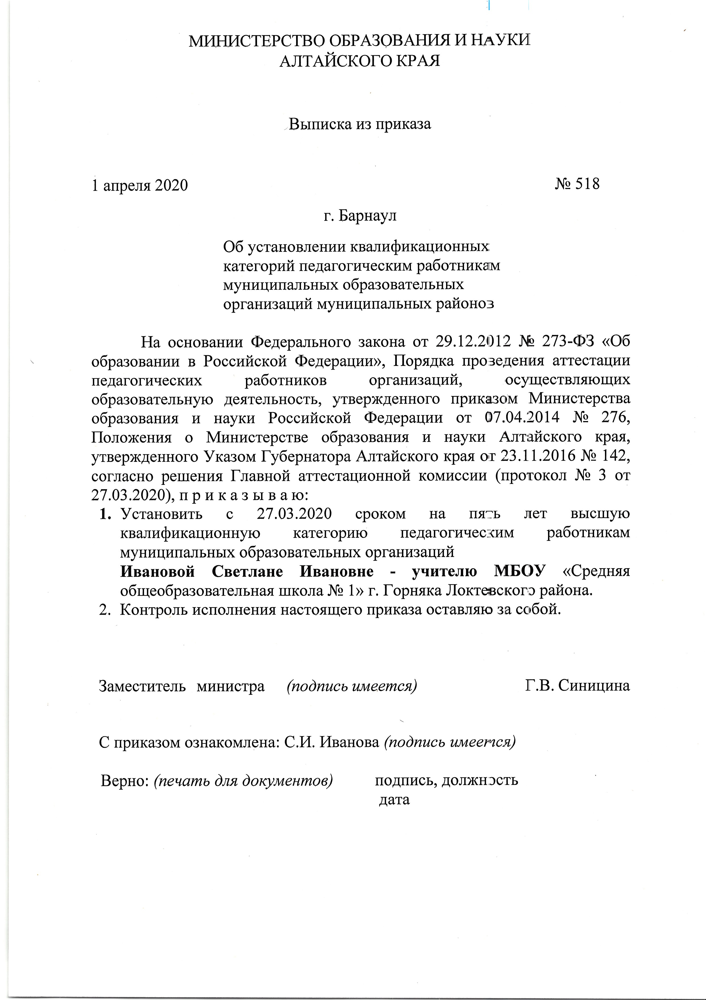 МИНИСТЕРСТВО ОБРАЗОВАНИЯ И НАУКИ
АЛТАЙСКОГО КРАЯ
Выписка из приказа
1 апреля 2020 № 518
г. Барнаул
Об установлении квалификационных
категорий педагогическим работникам
муниципальных образовательных
организаций муниципальных районов
На основании Федерального закона от 29.12.2012 № 273-ФЗ «Об
образовании в Российской Федерации», Порядка проведения аттестации
педагогических работников организаций, осуществляющих
образовательную деятельность, утвержденного приказом Министерства
образования и науки Российской Федерации от 07.04.2014 № 276,
Положения о Министерстве образования и науки Алтайского края,
утвержденного Указом Губернатора Алтайского края от 23.11.2016 № 142,
согласно решения Главной аттестационной комиссии (протокол № 3 от
27.03.2020), п р и к а з ы в а ю:
1. Установить с 27.03.2020 сроком на пять лет высшую
квалификационную категорию педагогическим работникам
муниципальных образовательных организаций
Ивановой Светлане Ивановне - учителю МБОУ «Средняя
общеобразовательная школа № 1» г. Горняка Локтевского района.
2. Контроль исполнения настоящего приказа оставляю за собой.
Заместитель министра (подпись имеется) Г.В. Синицина
С приказом ознакомлена: С.И. Иванова (подпись имеется)
Верно: (печать для документов) подпись, должность
дата